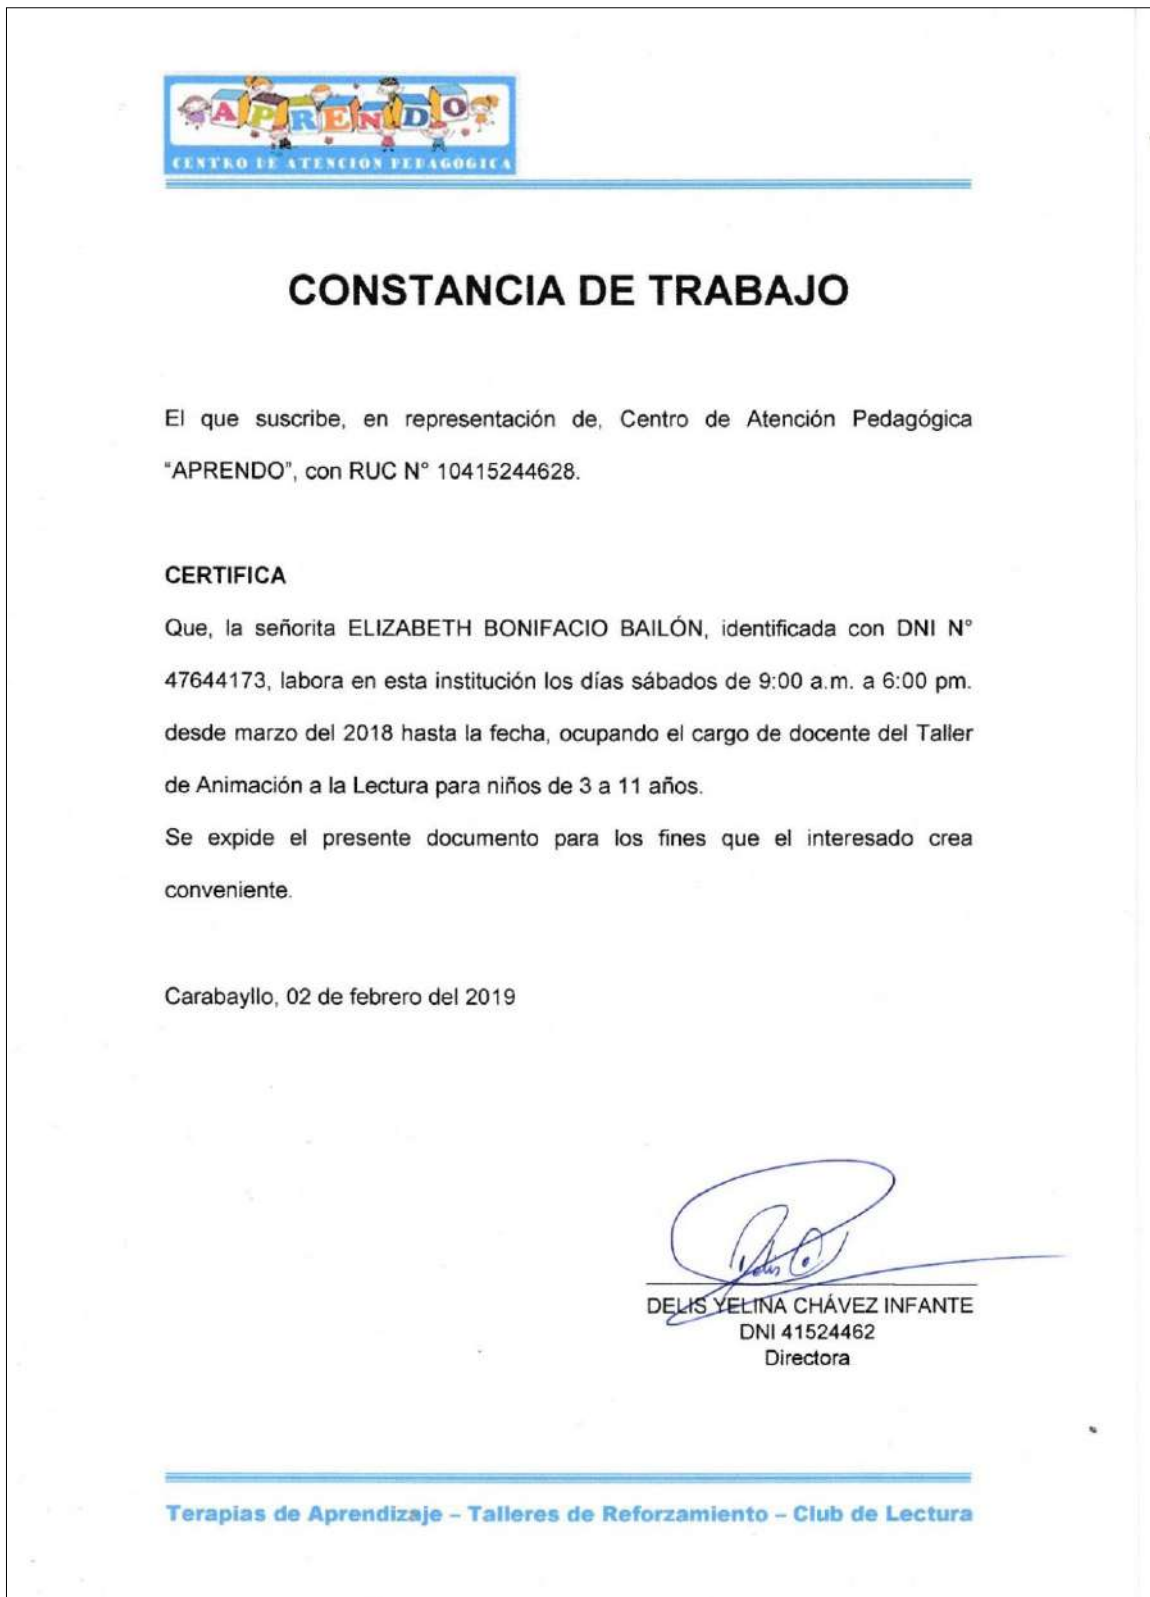 APRENDO
CENTRO DE ATENCION PEDAGOGICA
CONSTANCIA DE TRABAJO
El que suscribe, en representación de, Centro de Atención Pedagógica
"APRENDO", con RUC N° 10415244628.
CERTIFICA
Que, la señorita ELIZABETH BONIFACIO BAILÓN, identificada con DNI N°
47644173, labora en esta institución los días sábados de 9:00 a.m. a 6:00 pm.
desde marzo del 2018 hasta la fecha, ocupando el cargo de docente del Taller
de Animación a la Lectura para niños de 3 a 11 años.
Se expide el presente documento para los fines que el interesado crea
conveniente.
Carabayllo, 02 de febrero del 2019
DELIS YELINA CHÁVEZ INFANTE
DNI 41524462
Directora
Terapias de Aprendizaje – Talleres de Reforzamiento – Club de Lectura